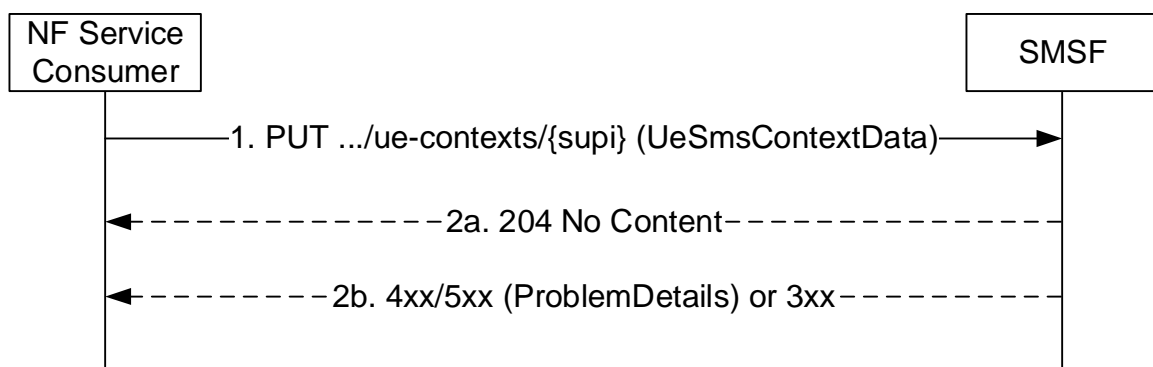 NF Service
Consumer
SMSF
1. PUT .../ue-contexts/{supi} (UeSmsContextData)
2a. 204 No Content
2b. 4xx/5xx (ProblemDetails) or 3xx